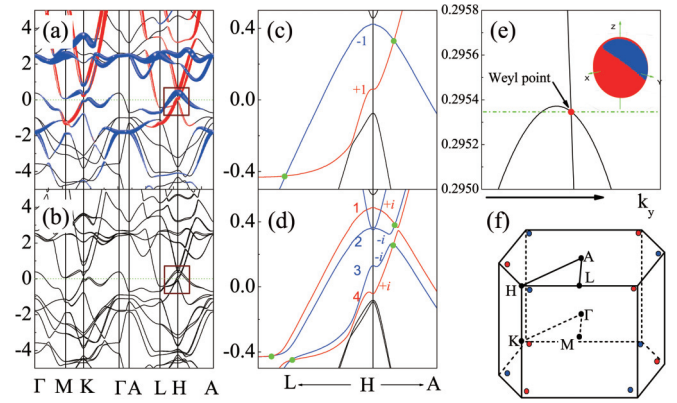 (a)
4
2
0
-2
-4
(b)
4
2
0
-2
-4
Γ M K Γ A L H A
(c)
0.4
0.0
-0.4
-1
+1
(d)
0.4
0.0
-0.4
1
2
3
4
+i
-i
-i
+i
L H A
(e)
0.2958
0.2956
0.2954
0.2952
0.2950
Weyl point
Z
X
Y
k_y
(f)
A
H
L
Γ
K
M